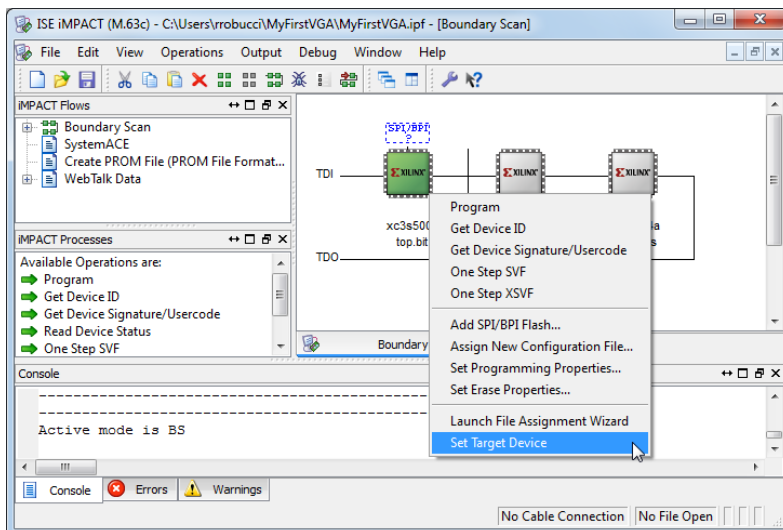 ISE iMPACT (M.63c) - C:\Users\rrobucci\MyFirstVGA\MyFirstVGA.ipf - [Boundary Scan]
File Edit View Operations Output Debug Window Help
iMPACT Flows
Boundary Scan
SystemACE
Create PROM File (PROM File Format...
WebTalk Data
iMPACT Processes
Available Operations are:
Program
Get Device ID
Get Device Signature/Usercode
Read Device Status
One Step SVF
SPI/BPI
?
TDI
XILINX
XILINX
XILINX
xc3s500
top.bit
TDO
Program
Get Device ID
Get Device Signature/Usercode
One Step SVF
One Step XSVF
Add SPI/BPI Flash...
Assign New Configuration File...
Set Programming Properties...
Set Erase Properties...
Launch File Assignment Wizard
Set Target Device
Boundary
Console
Active mode is BS
Console Errors Warnings
No Cable Connection No File Open